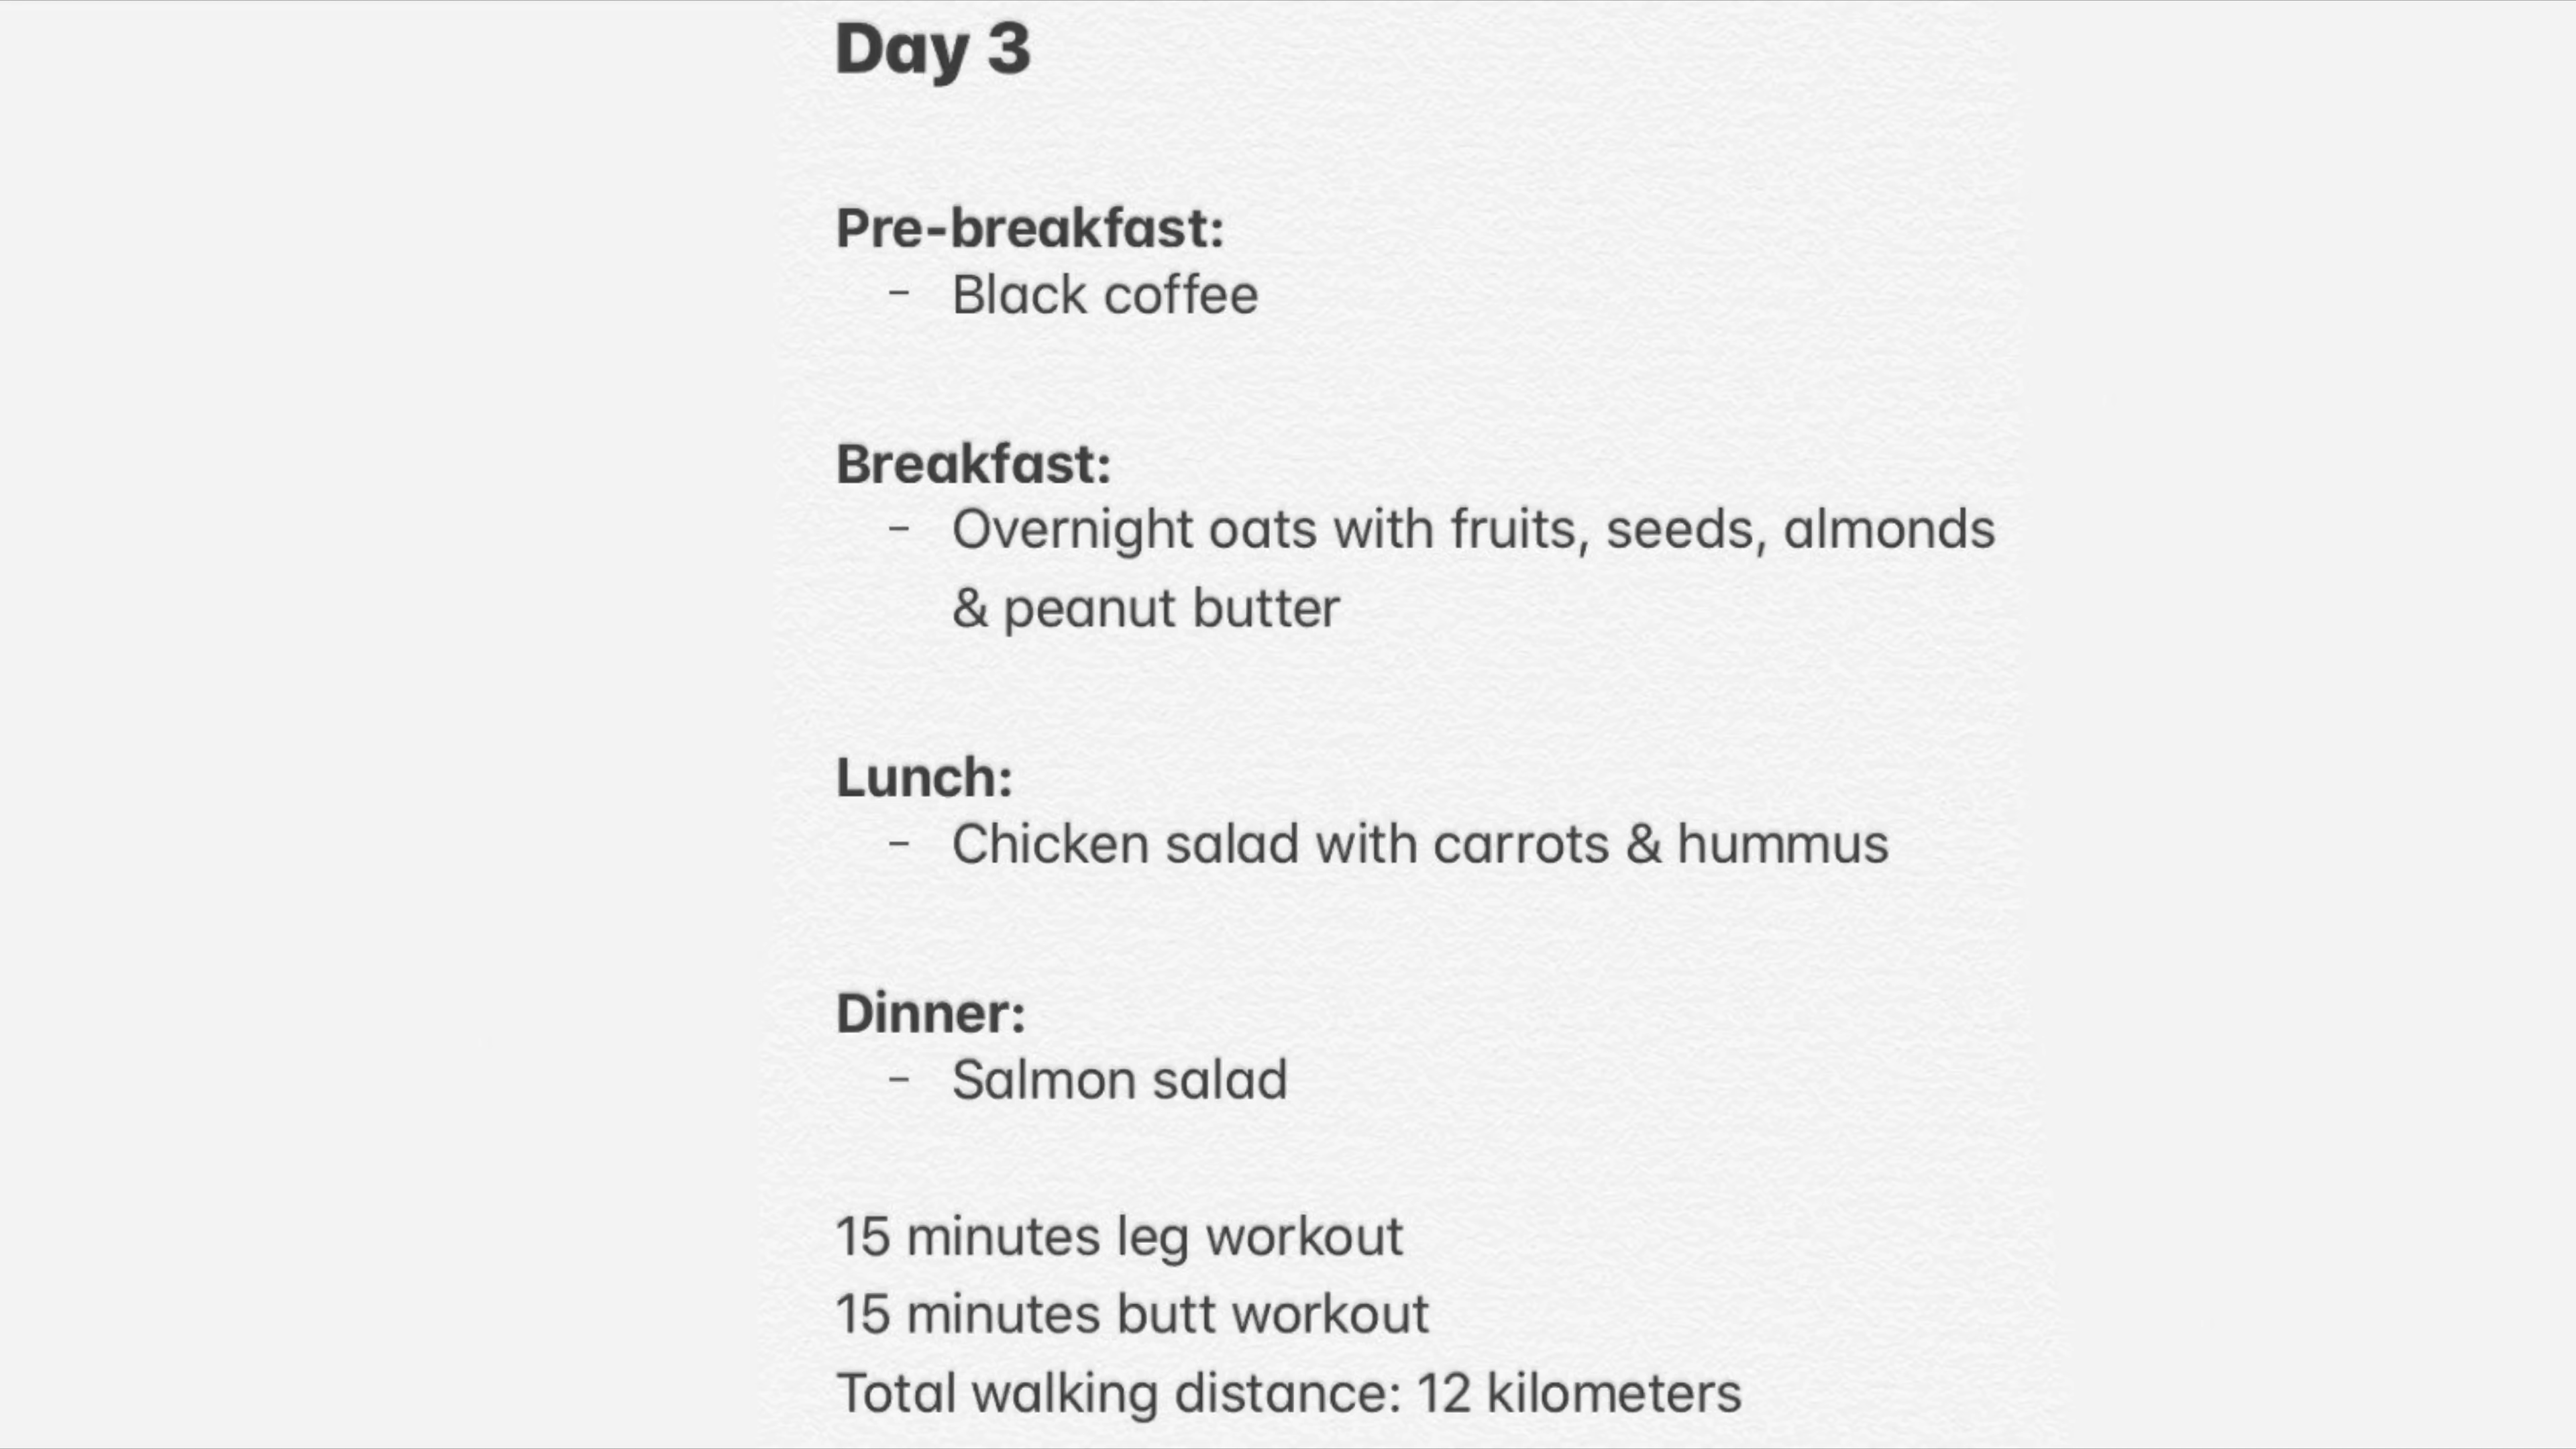 Day 3
Pre-breakfast:
- Black coffee
Breakfast:
- Overnight oats with fruits, seeds, almonds
& peanut butter
Lunch:
- Chicken salad with carrots & hummus
Dinner:
- Salmon salad
15 minutes leg workout
15 minutes butt workout
Total walking distance: 12 kilometers